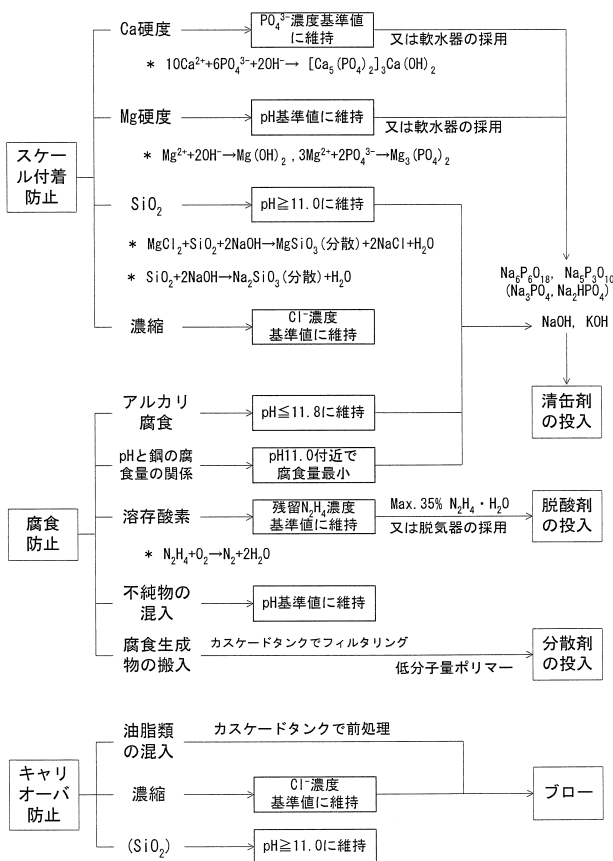 Ca硬度
PO₄³⁻濃度基準値
に維持
又は軟水器の採用
* 10Ca²⁺+6PO₄³⁻+2OH⁻→ [Ca₅(PO₄)₂]₃Ca(OH)₂
Mg硬度
pH基準値に維持
又は軟水器の採用
* Mg²⁺+2OH⁻→Mg(OH)₂ , 3Mg²⁺+2PO₄³⁻→Mg₃(PO₄)₂
スケー
ル付着
防止
SiO₂
pH≧11.0に維持
* MgCl₂+SiO₂+2NaOH→MgSiO₃(分散)+2NaCl+H₂O
* SiO₂+2NaOH→Na₂SiO₃(分散)+H₂O
濃縮
Cl⁻濃度
基準値に維持
Na₆P₆O₁₈, Na₅P₃O₁₀
(Na₃PO₄, Na₂HPO₄)
NaOH, KOH
清缶剤
の投入
腐食
防止
アルカリ
腐食
pH≦11.8に維持
pHと鋼の腐
食量の関係
pH11.0付近で
腐食量最小
溶存酸素
残留N₂H₄濃度
基準値に維持
Max. 35% N₂H₄・H₂O
又は脱気器の採用
脱酸剤
の投入
* N₂H₄+O₂→N₂+2H₂O
不純物の
混入
pH基準値に維持
腐食生成
物の搬入
カスケードタンクでフィルタリング
低分子量ポリマー
分散剤
の投入
キャリ
オーバ
防止
油脂類
の混入
カスケードタンクで前処理
濃縮
Cl⁻濃度
基準値に維持
ブロー
(SiO₂)
pH≧11.0に維持